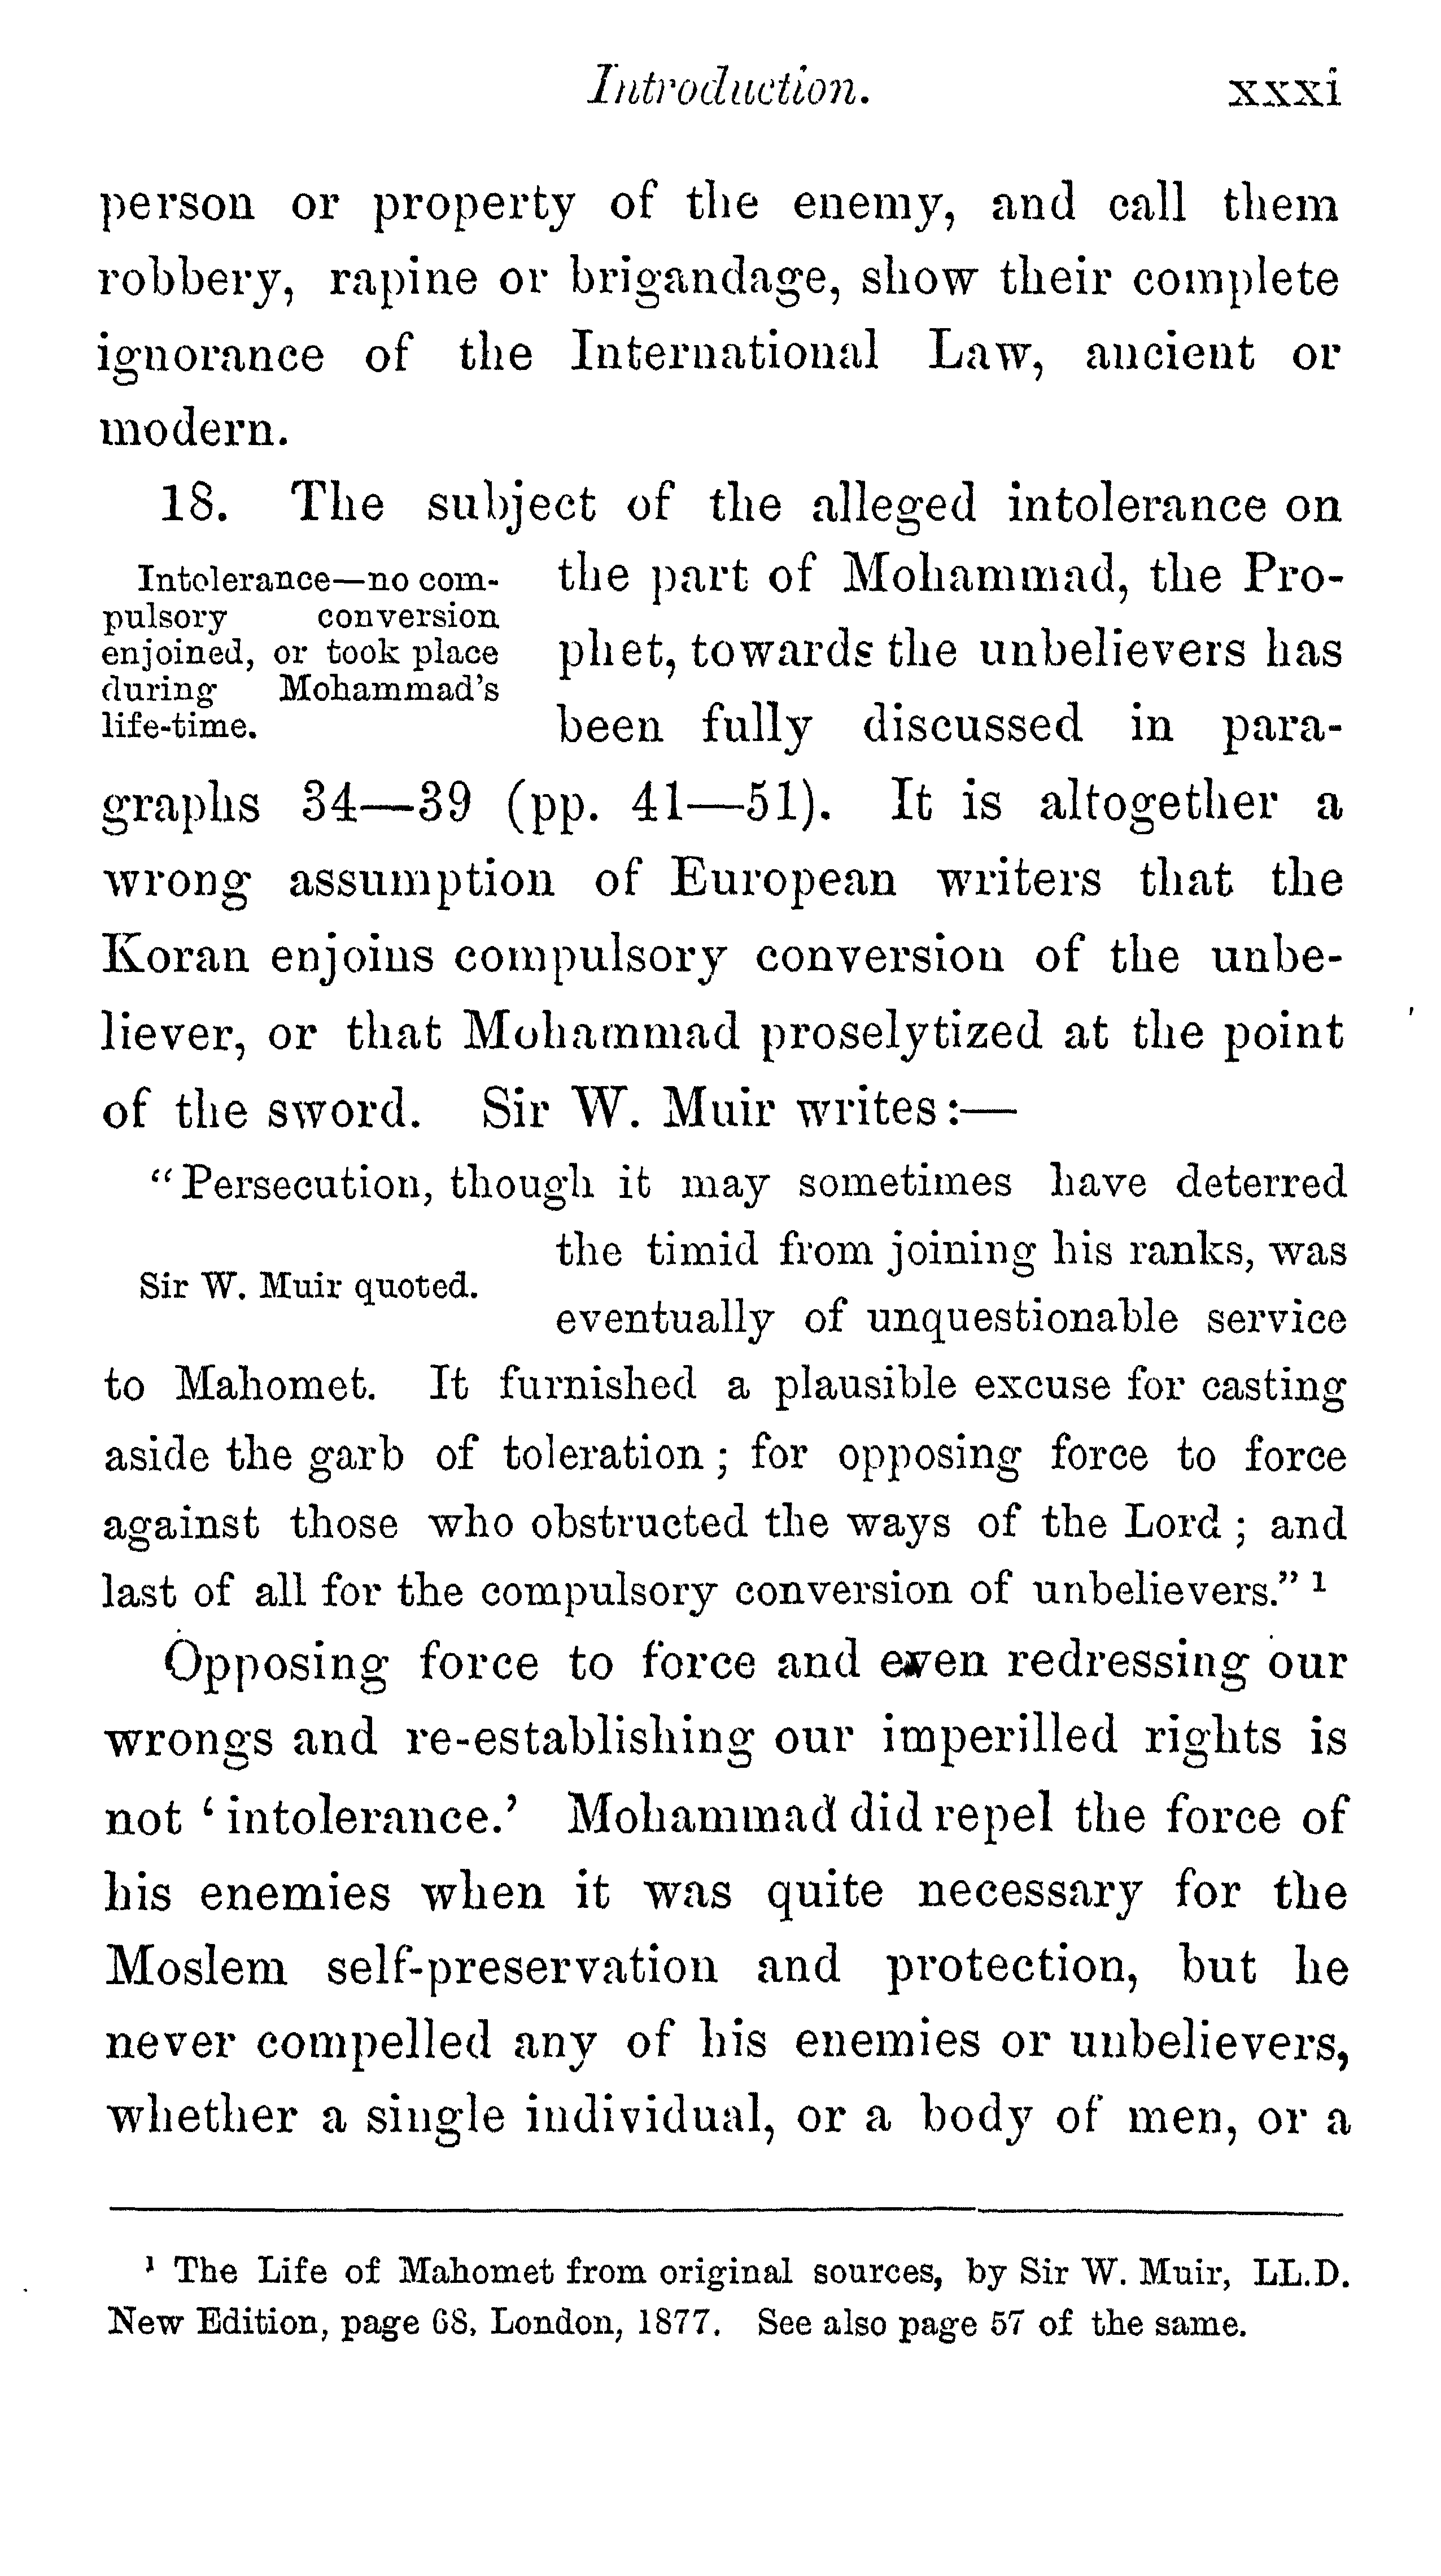 Introduction. xxxi
person or property of the enemy, and call them
robbery, rapine or brigandage, show their complete
ignorance of the International Law, ancient or
modern.
18. The subject of the alleged intolerance on
Intolerance—no com-
pulsory conversion
enjoined, or took place
during Mohammad's
life-time.
the part of Mohammad, the Pro-
phet, towards the unbelievers has
been fully discussed in para-
graphs 34—39 (pp. 41—51). It is altogether a
wrong assumption of European writers that the
Koran enjoins compulsory conversion of the unbe-
liever, or that Mohammad proselytized at the point
of the sword. Sir W. Muir writes:—
"Persecution, though it may sometimes have deterred
Sir W. Muir quoted.
the timid from joining his ranks, was
eventually of unquestionable service
to Mahomet. It furnished a plausible excuse for casting
aside the garb of toleration; for opposing force to force
against those who obstructed the ways of the Lord; and
last of all for the compulsory conversion of unbelievers." 1
Opposing force to force and even redressing our
wrongs and re-establishing our imperilled rights is
not 'intolerance.' Mohammad did repel the force of
his enemies when it was quite necessary for the
Moslem self-preservation and protection, but he
never compelled any of his enemies or unbelievers,
whether a single individual, or a body of men, or a
1 The Life of Mahomet from original sources, by Sir W. Muir, LL.D.
New Edition, page 68, London, 1877. See also page 57 of the same.